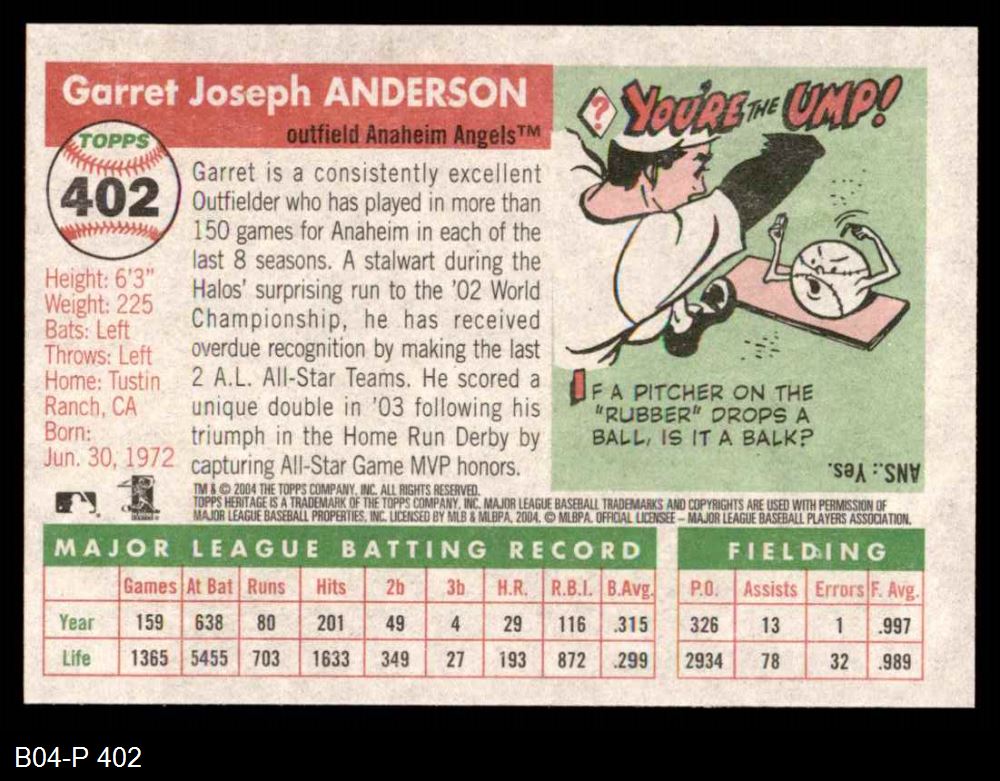 Garret Joseph ANDERSON
outfield Anaheim Angels™
TOPPS
402
Height: 6'3"
Weight: 225
Bats: Left
Throws: Left
Home: Tustin
Ranch, CA
Born:
Jun. 30, 1972
Garret is a consistently excellent
Outfielder who has played in more than
150 games for Anaheim in each of the
last 8 seasons. A stalwart during the
Halos' surprising run to the '02 World
Championship, he has received
overdue recognition by making the last
2 A.L. All-Star Teams. He scored a
unique double in '03 following his
triumph in the Home Run Derby by
capturing All-Star Game MVP honors.
?
YOU'RE THE UMP!
IF A PITCHER ON THE
"RUBBER" DROPS A
BALL, IS IT A BALK?
ANS.: Yes.
TM & © 2004 THE TOPPS COMPANY, INC. ALL RIGHTS RESERVED.
TOPPS HERITAGE IS A TRADEMARK OF THE TOPPS COMPANY, INC. MAJOR LEAGUE BASEBALL TRADEMARKS AND COPYRIGHTS ARE USED WITH PERMISSION OF
MAJOR LEAGUE BASEBALL PROPERTIES, INC. LICENSED BY MLB & MLBPA, 2004. © MLBPA. OFFICIAL LICENSEE – MAJOR LEAGUE BASEBALL PLAYERS ASSOCIATION.
MAJOR LEAGUE BATTING RECORD FIELDING
Games At Bat Runs Hits 2b 3b H.R. R.B.I. B.Avg. P.O. Assists Errors F. Avg.
Year 159 638 80 201 49 4 29 116 .315 326 13 1 .997
Life 1365 5455 703 1633 349 27 193 872 .299 2934 78 32 .989
B04-P 402